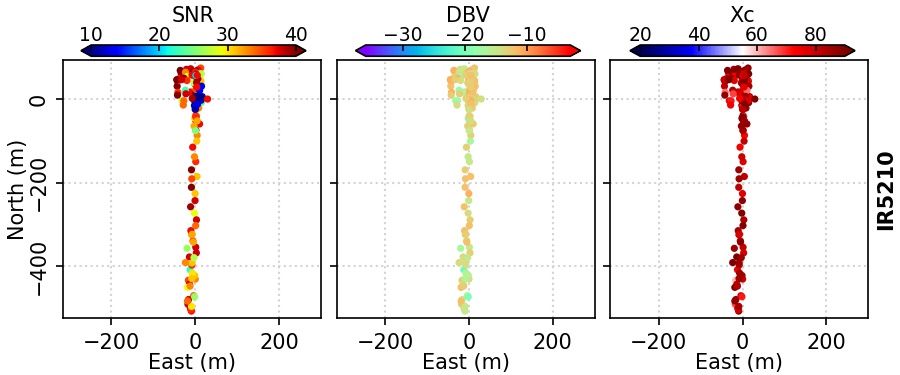 SNR DBV Xc
10 20 30 40 −30 −20 −10 20 40 60 80
North (m)
0
−200
−400
IR5210
−200 0 200 −200 0 200 −200 0 200
East (m) East (m) East (m)